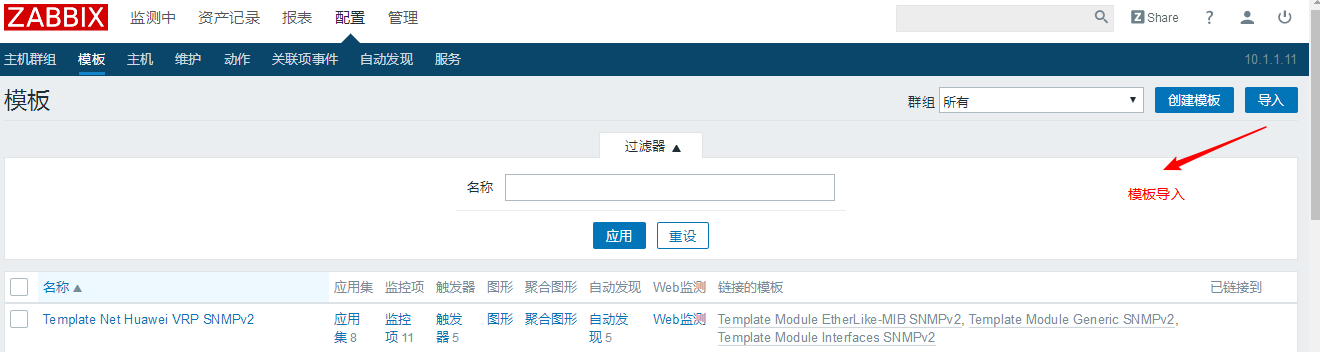 ZABBIX 监测中 资产记录 报表 配置 管理 Z Share ?
主机群组 模板 主机 维护 动作 关联项事件 自动发现 服务 10.1.1.11
模板 群组 所有 创建模板 导入
过滤器
模板导入
名称
应用 重设
名称 应用集 监控项 触发器 图形 聚合图形 自动发现 Web监测 链接的模板 已链接到
Template Net Huawei VRP SNMPv2 应用集 8 监控项 11 触发器 5 图形 聚合图形 自动发现 5 Web监测 Template Module EtherLike-MIB SNMPv2, Template Module Generic SNMPv2,
Template Module Interfaces SNMPv2